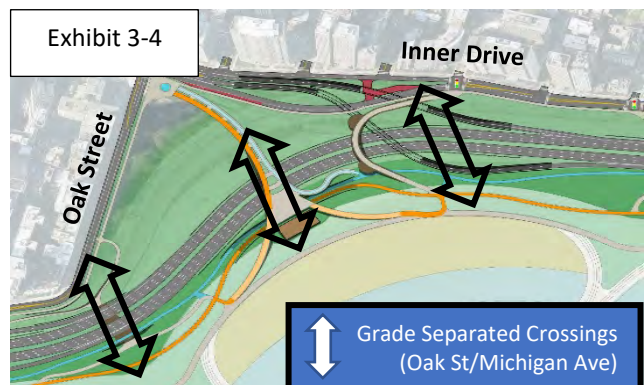 Exhibit 3-4
Inner Drive
Oak Street
Grade Separated Crossings
(Oak St/Michigan Ave)